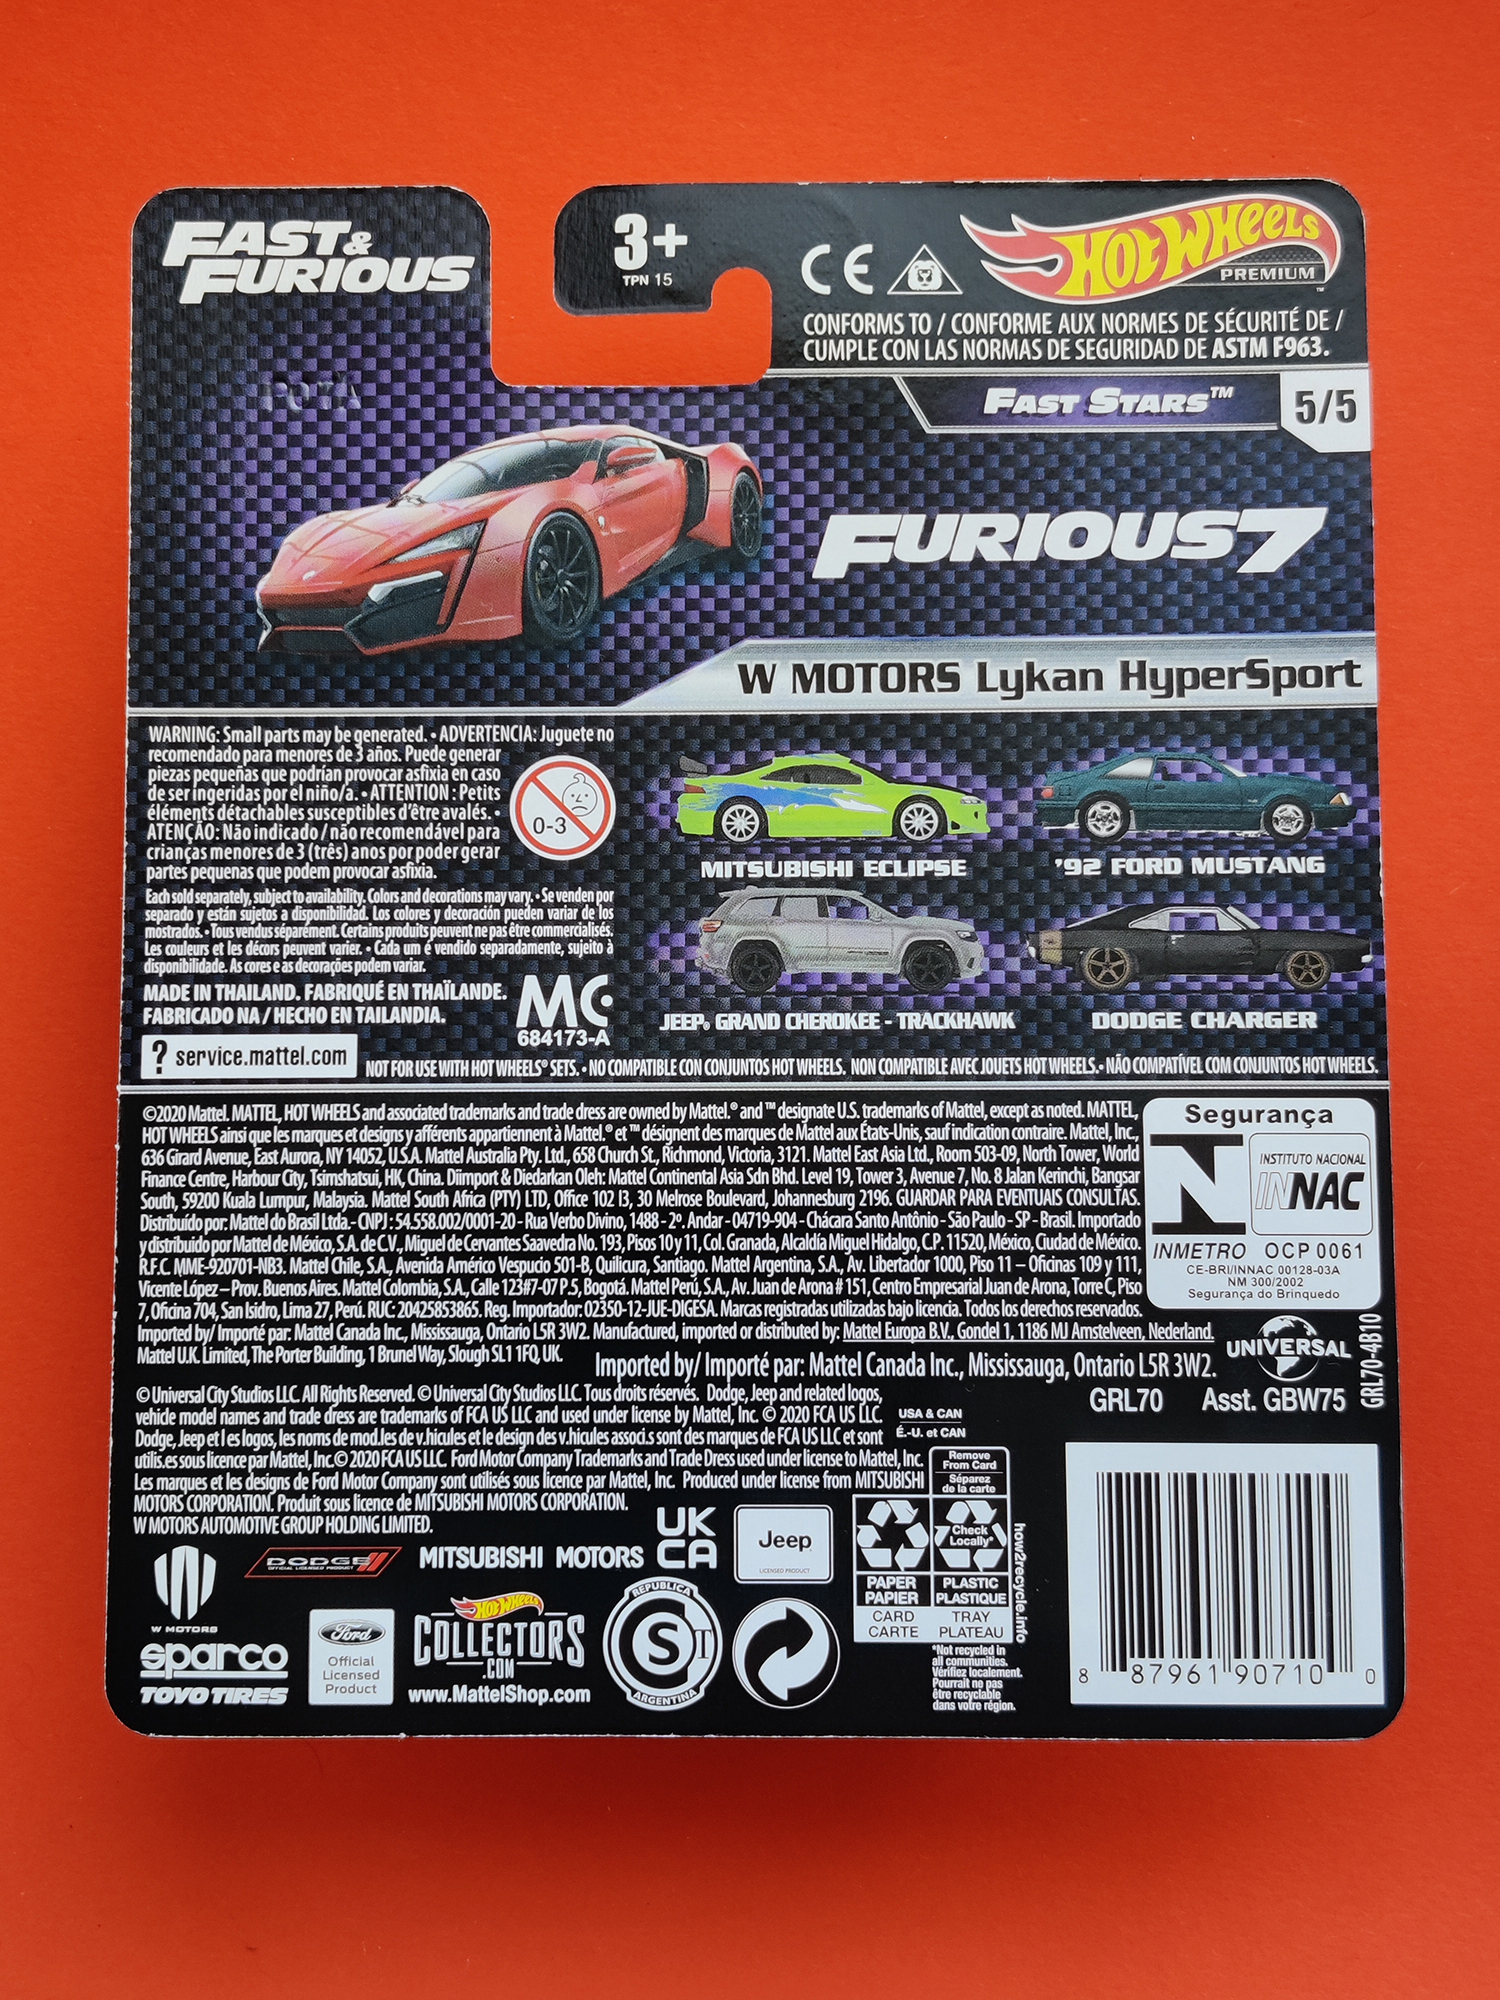 FAST &
FURIOUS
3+
TPN 15
CE
HOT WHEELS
PREMIUM™
CONFORMS TO / CONFORME AUX NORMES DE SÉCURITÉ DE /
CUMPLE CON LAS NORMAS DE SEGURIDAD DE ASTM F963.
FAST STARS™
5/5
FURIOUS 7
W MOTORS Lykan HyperSport
WARNING: Small parts may be generated. • ADVERTENCIA: Juguete no
recomendado para menores de 3 años. Puede generar
piezas pequeñas que podrían provocar asfixia en caso
de ser ingeridas por el niño/a. • ATTENTION : Petits
éléments détachables susceptibles d'être avalés. •
ATENÇÃO: Não indicado / não recomendável para
crianças menores de 3 (três) anos por poder gerar
partes pequenas que podem provocar asfixia.
0-3
Each sold separately, subject to availability. Colors and decorations may vary. • Se venden por
separado y están sujetos a disponibilidad. Los colores y decoración pueden variar de los
mostrados. • Tous vendus séparément. Certains produits peuvent ne pas être commercialisés.
Les couleurs et les décors peuvent varier. • Cada um é vendido separadamente, sujeito à
disponibilidade. As cores e as decorações podem variar.
MADE IN THAILAND. FABRIQUÉ EN THAÏLANDE.
FABRICADO NA / HECHO EN TAILANDIA.
MC
684173-A
MITSUBISHI ECLIPSE
'92 FORD MUSTANG
JEEP® GRAND CHEROKEE - TRACKHAWK
DODGE CHARGER
? service.mattel.com
NOT FOR USE WITH HOT WHEELS® SETS. • NO COMPATIBLE CON CONJUNTOS HOT WHEELS. NON COMPATIBLE AVEC JOUETS HOT WHEELS. • NÃO COMPATÍVEL COM CONJUNTOS HOT WHEELS.
©2020 Mattel. MATTEL, HOT WHEELS and associated trademarks and trade dress are owned by Mattel. ® and ™ designate U.S. trademarks of Mattel, except as noted. MATTEL,
HOT WHEELS ainsi que les marques et designs y afférents appartiennent à Mattel. ® et ™ désignent des marques de Mattel aux États-Unis, sauf indication contraire. Mattel, Inc.,
636 Girard Avenue, East Aurora, NY 14052, U.S.A. Mattel Australia Pty. Ltd., 658 Church St., Richmond, Victoria, 3121. Mattel East Asia Ltd., Room 503-09, North Tower, World
Finance Centre, Harbour City, Tsimshatsui, HK, China. Diimport & Diedarkan Oleh: Mattel Continental Asia Sdn Bhd. Level 19, Tower 3, Avenue 7, No. 8 Jalan Kerinchi, Bangsar
South, 59200 Kuala Lumpur, Malaysia. Mattel South Africa (PTY) LTD, Office 102 I3, 30 Melrose Boulevard, Johannesburg 2196. GUARDAR PARA EVENTUAIS CONSULTAS.
Distribuído por: Mattel do Brasil Ltda. - CNPJ : 54.558.002/0001-20 - Rua Verbo Divino, 1488 - 2º. Andar - 04719-904 - Chácara Santo Antônio - São Paulo - SP - Brasil. Importado
y distribuido por Mattel de México, S.A. de C.V., Miguel de Cervantes Saavedra No. 193, Pisos 10 y 11, Col. Granada, Alcaldía Miguel Hidalgo, C.P. 11520, México, Ciudad de México.
R.F.C. MME-920701-NB3. Mattel Chile, S.A., Avenida Américo Vespucio 501-B, Quilicura, Santiago. Mattel Argentina, S.A., Av. Libertador 1000, Piso 11 – Oficinas 109 y 111,
Vicente López – Prov. Buenos Aires. Mattel Colombia, S.A., Calle 123#7-07 P.5, Bogotá. Mattel Perú, S.A., Av. Juan de Arona # 151, Centro Empresarial Juan de Arona, Torre C, Piso
7, Oficina 704, San Isidro, Lima 27, Perú. RUC: 20425853865. Reg. Importador: 02350-12-JUE-DIGESA. Marcas registradas utilizadas bajo licencia. Todos los derechos reservados.
Imported by/ Importé par: Mattel Canada Inc., Mississauga, Ontario L5R 3W2. Manufactured, imported or distributed by: Mattel Europa B.V., Gondel 1, 1186 MJ Amstelveen, Nederland.
Mattel U.K. Limited, The Porter Building, 1 Brunel Way, Slough SL1 1FQ, UK.
Imported by/ Importé par: Mattel Canada Inc., Mississauga, Ontario L5R 3W2.
Segurança
INSTITUTO NACIONAL
INNAC
INMETRO OCP 0061
CE-BRI/INNAC 00128-03A
NM 300/2002
Segurança do Brinquedo
UNIVERSAL
GRL70-4B10
GRL70 Asst. GBW75
© Universal City Studios LLC. All Rights Reserved. © Universal City Studios LLC. Tous droits réservés. Dodge, Jeep and related logos,
vehicle model names and trade dress are trademarks of FCA US LLC and used under license by Mattel, Inc. © 2020 FCA US LLC.
Dodge, Jeep et l es logos, les noms de mod.les de v.hicules et le design des v.hicules associ.s sont des marques de FCA US LLC et sont
utilis.es sous licence par Mattel, Inc.© 2020 FCA US LLC. Ford Motor Company Trademarks and Trade Dress used under license to Mattel, Inc.
Les marques et les designs de Ford Motor Company sont utilisés sous licence par Mattel, Inc. Produced under license from MITSUBISHI
MOTORS CORPORATION. Produit sous licence de MITSUBISHI MOTORS CORPORATION.
W MOTORS AUTOMOTIVE GROUP HOLDING LIMITED.
USA & CAN
É.-U. et CAN
Remove
From Card
Séparez
de la carte
Check
Locally*
PAPER
PAPIER
PLASTIC
PLASTIQUE
CARD
CARTE
TRAY
PLATEAU
how2recycle.info
*Not recycled in
all communities.
Vérifiez localement.
Pourrait ne pas
être recyclable
dans votre région.
W MOTORS
DODGE
OFFICIAL LICENSED PRODUCT
MITSUBISHI MOTORS
UK
CA
Jeep
LICENSED PRODUCT
sparco
TOYO TIRES
Ford
Official
Licensed
Product
Hot Wheels
COLLECTORS
.COM
www.MattelShop.com
REPUBLICA
ST
ARGENTINA
8 87961 90710 0